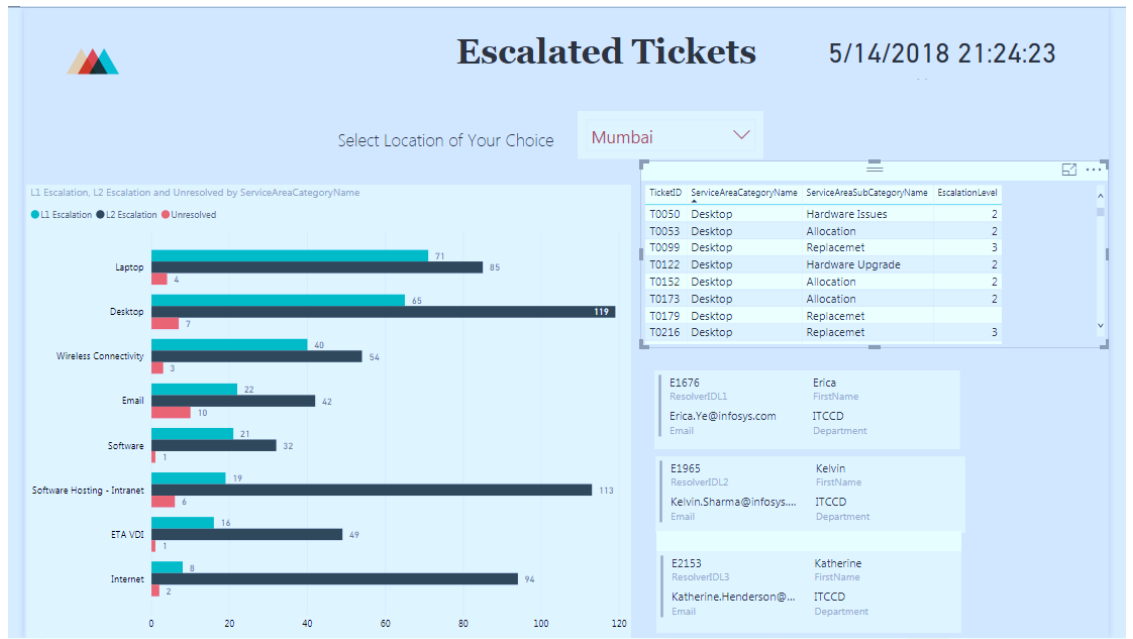 Escalated Tickets
5/14/2018 21:24:23
Select Location of Your Choice
Mumbai
L1 Escalation, L2 Escalation and Unresolved by ServiceAreaCategoryName
L1 Escalation L2 Escalation Unresolved
Laptop 71 85 4
Desktop 65 119 7
Wireless Connectivity 40 54 3
Email 22 42 10
Software 21 32 1
Software Hosting - Intranet 19 113 6
ETA VDI 16 49 1
Internet 8 94 2
0 20 40 60 80 100 120
TicketID ServiceAreaCategoryName ServiceAreaSubCategoryName EscalationLevel
T0050 Desktop Hardware Issues 2
T0053 Desktop Allocation 2
T0099 Desktop Replacemet 3
T0122 Desktop Hardware Upgrade 2
T0152 Desktop Allocation 2
T0173 Desktop Allocation 2
T0179 Desktop Replacemet
T0216 Desktop Replacemet 3
E1676 Erica
ResolverIDL1 FirstName
Erica.Ye@infosys.com ITCCD
Email Department
E1965 Kelvin
ResolverIDL2 FirstName
Kelvin.Sharma@infosys.... ITCCD
Email Department
E2153 Katherine
ResolverIDL3 FirstName
Katherine.Henderson@... ITCCD
Email Department